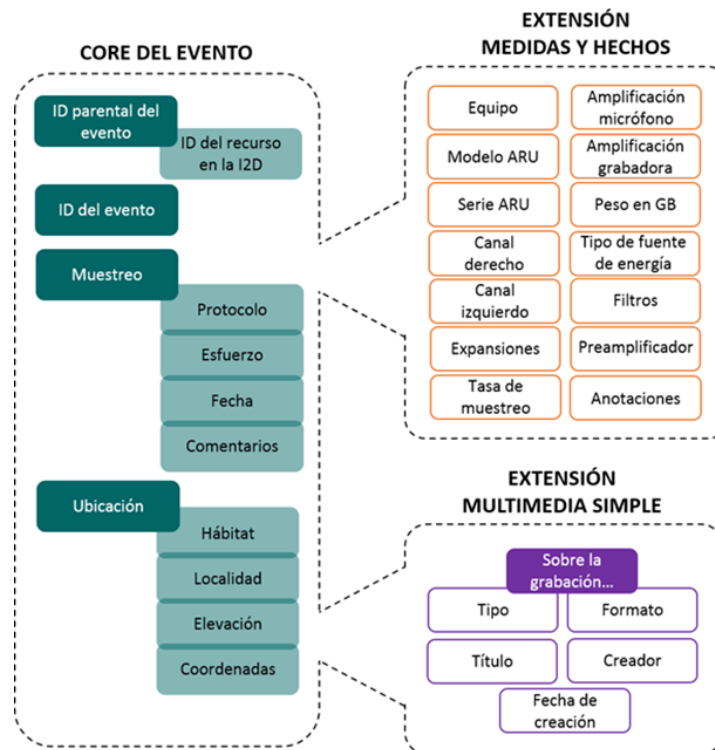 CORE DEL EVENTO
ID parental del
evento
ID del recurso
en la I2D
ID del evento
Muestreo
Protocolo
Esfuerzo
Fecha
Comentarios
Ubicación
Hábitat
Localidad
Elevación
Coordenadas
EXTENSIÓN
MEDIDAS Y HECHOS
Equipo
Amplificación
micrófono
Modelo ARU
Amplificación
grabadora
Serie ARU
Peso en GB
Canal
derecho
Tipo de fuente
de energía
Canal
izquierdo
Filtros
Expansiones
Preamplificador
Tasa de
muestreo
Anotaciones
EXTENSIÓN
MULTIMEDIA SIMPLE
Sobre la
grabación...
Tipo
Formato
Título
Creador
Fecha de
creación